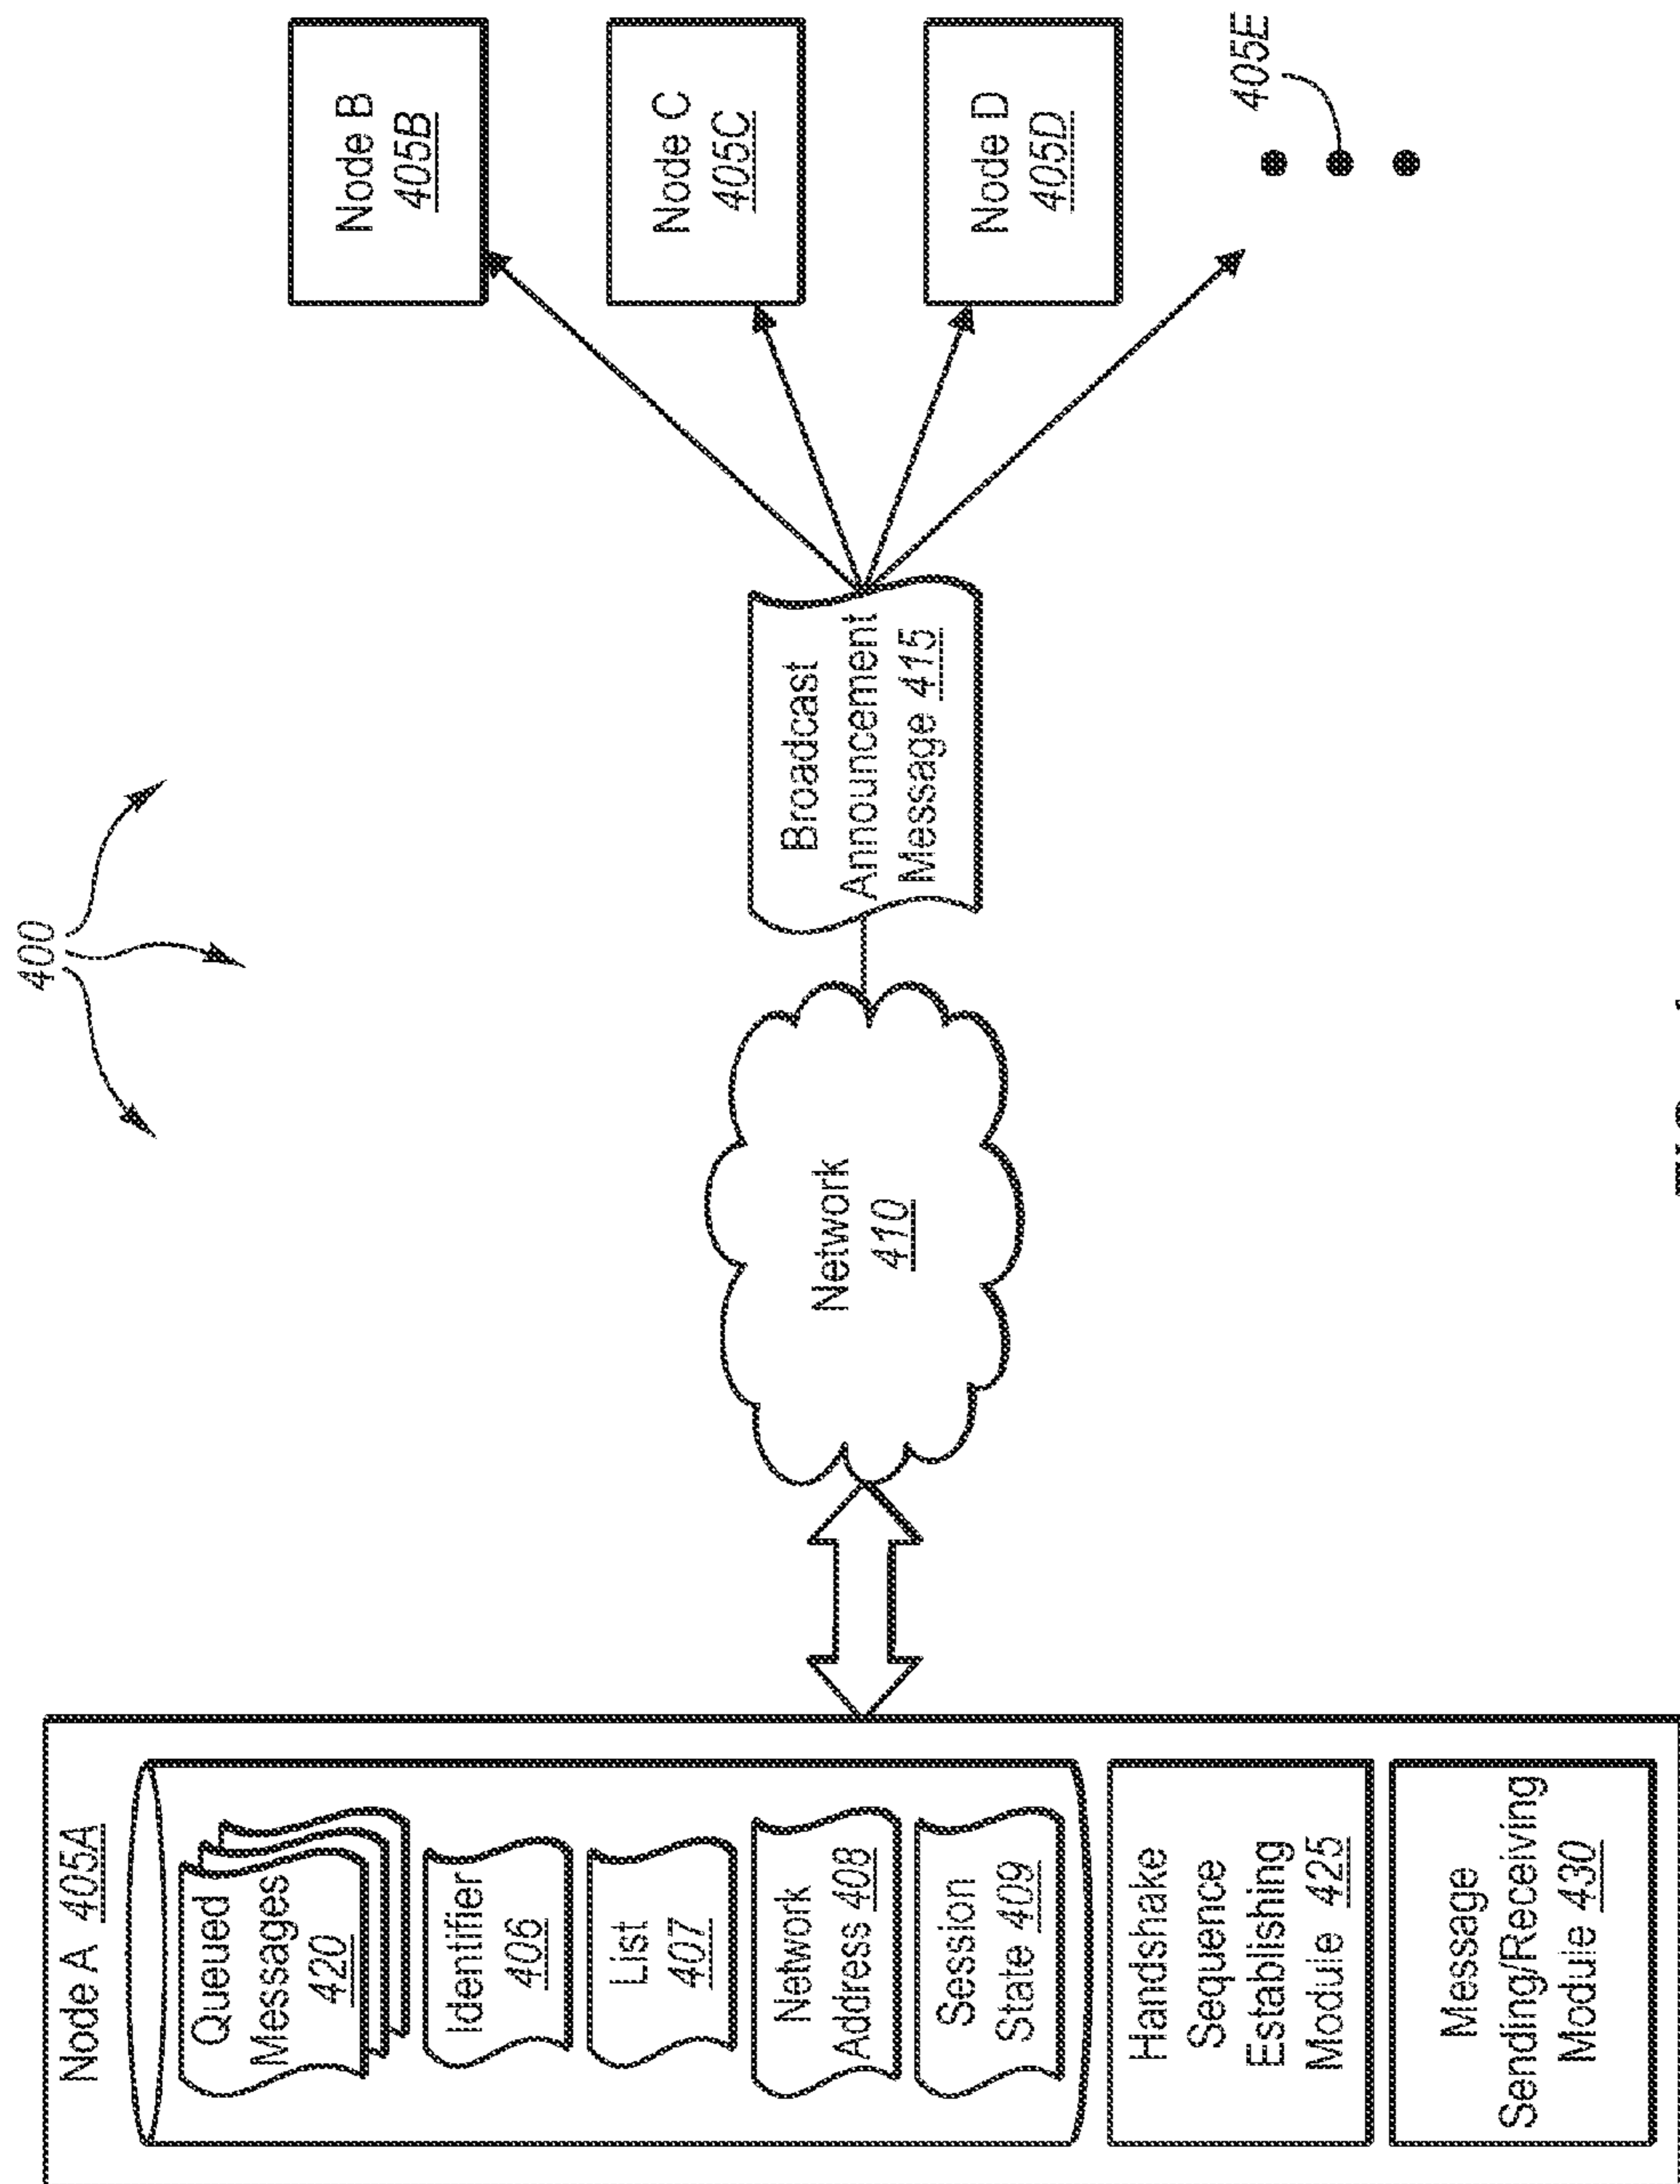 400
Node A 405A
Queued
Messages
420
Identifier
406
List
407
Network
Address 408
Session
State 409
Handshake
Sequence
Establishing
Module 425
Message
Sending/Receiving
Module 430
Network
410
Broadcast
Announcement
Message 415
Node B
405B
Node C
405C
Node D
405D
405E